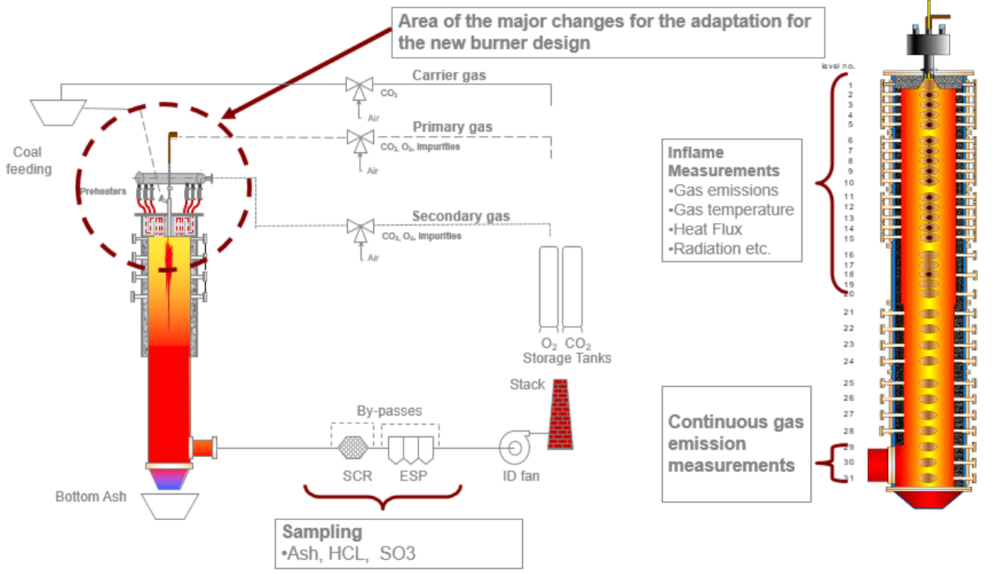 Area of the major changes for the adaptation for
the new burner design
Carrier gas
CO₂
Air
Primary gas
CO₂, O₂, Impurities
Air
Coal
feeding
Preheaters
Secondary gas
CO₂, O₂, Impurities
Air
O₂ CO₂
Storage Tanks
Stack
By-passes
SCR
ESP
ID fan
Bottom Ash
Sampling
•Ash, HCL, SO3
Inflame
Measurements
•Gas emissions
•Gas temperature
•Heat Flux
•Radiation etc.
Continuous gas
emission
measurements
level no.
1
2
3
4
5
6
7
8
9
10
11
12
13
14
15
16
17
18
19
20
21
22
23
24
25
26
27
28
29
30
31